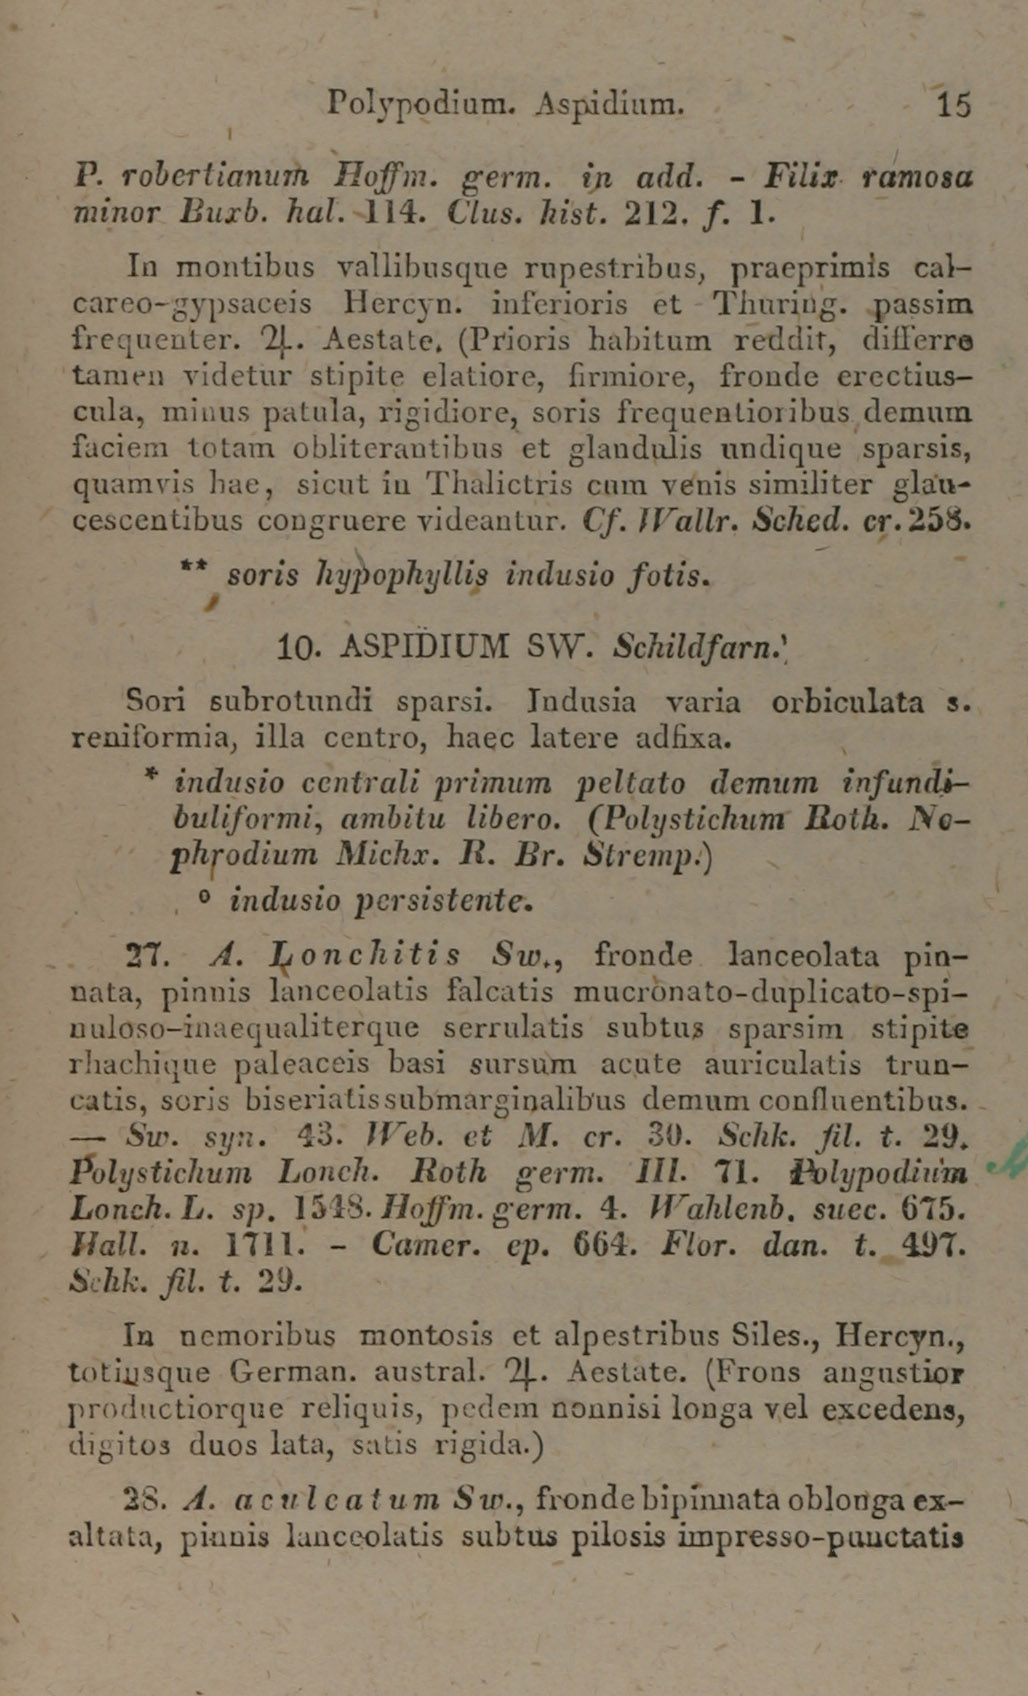 Polypodium. Aspidium. 15
P. robertianum Hoffm. germ. in add. - Filix ramosa
minor Buxb. hal. 114. Clus. hist. 212. f. 1.
In montibus vallibusque rupestribus, praeprimis cal-
careo-gypsaceis Hercyn. inferioris et Thuring. passim
frequenter. ♃. Aestate. (Prioris habitum reddit, differre
tamen videtur stipite elatiore, firmiore, fronde erectius-
cula, minus patula, rigidiore, soris frequentioribus demum
faciem totam obliterantibus et glandulis undique sparsis,
quamvis hae, sicut in Thalictris cum venis similiter glau-
cescentibus congruere videantur. Cf. Wallr. Sched. cr. 258.
** soris hypophyllis indusio fotis.
10. ASPIDIUM SW. Schildfarn.
Sori subrotundi sparsi. Indusia varia orbiculata s.
reniformia, illa centro, haec latere adfixa.
* indusio centrali primum peltato demum infundi-
buliformi, ambitu libero. (Polystichum Roth. Ne-
phrodium Michx. R. Br. Stremp.)
° indusio persistente.
27. A. Lonchitis Sw., fronde lanceolata pin-
nata, pinnis lanceolatis falcatis mucronato-duplicato-spi-
nuloso-inaequaliterque serrulatis subtus sparsim stipite
rhachique paleaceis basi sursum acute auriculatis trun-
catis, soris biseriatis submarginalibus demum confluentibus.
— Sw. syn. 43. Web. et M. cr. 30. Schk. fil. t. 29.
Polystichum Lonch. Roth germ. III. 71. Polypodium
Lonch. L. sp. 1548. Hoffm. germ. 4. Wahlenb. suec. 675.
Hall. n. 1711. - Camer. ep. 664. Flor. dan. t. 497.
Schk. fil. t. 29.
In nemoribus montosis et alpestribus Siles., Hercyn.,
totiusque German. austral. ♃. Aestate. (Frons angustior
productiorque reliquis, pedem nonnisi longa vel excedens,
digitos duos lata, satis rigida.)
28. A. aculeatum Sw., fronde bipinnata oblonga ex-
altata, pinnis lanceolatis subtus pilosis impresso-punctatis